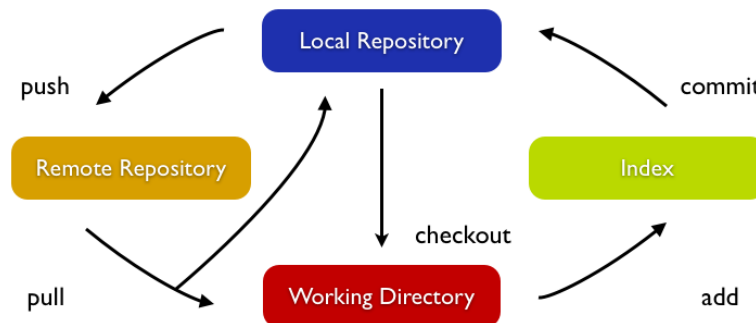 Local Repository
push
commit
Remote Repository
Index
checkout
pull
Working Directory
add